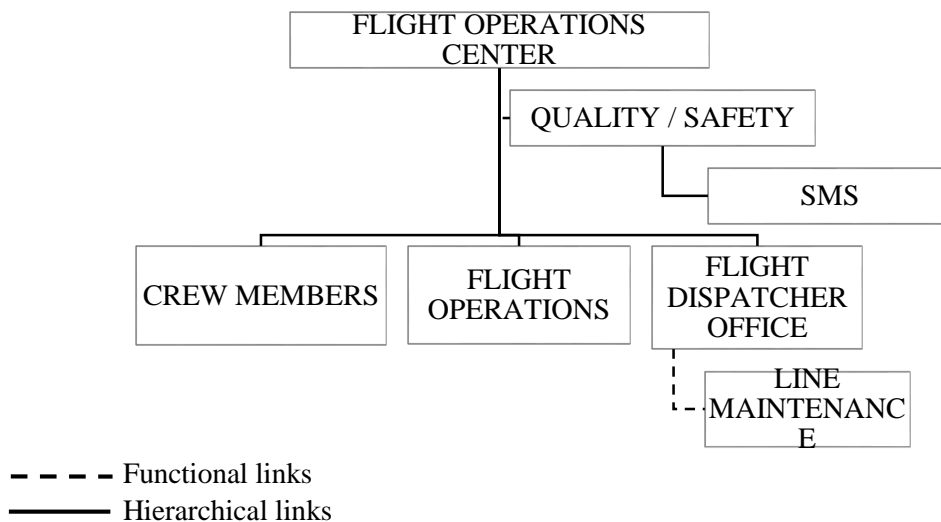 FLIGHT OPERATIONS
CENTER
QUALITY / SAFETY
SMS
CREW MEMBERS
FLIGHT
OPERATIONS
FLIGHT
DISPATCHER
OFFICE
LINE
MAINTENANC
E
Functional links
Hierarchical links